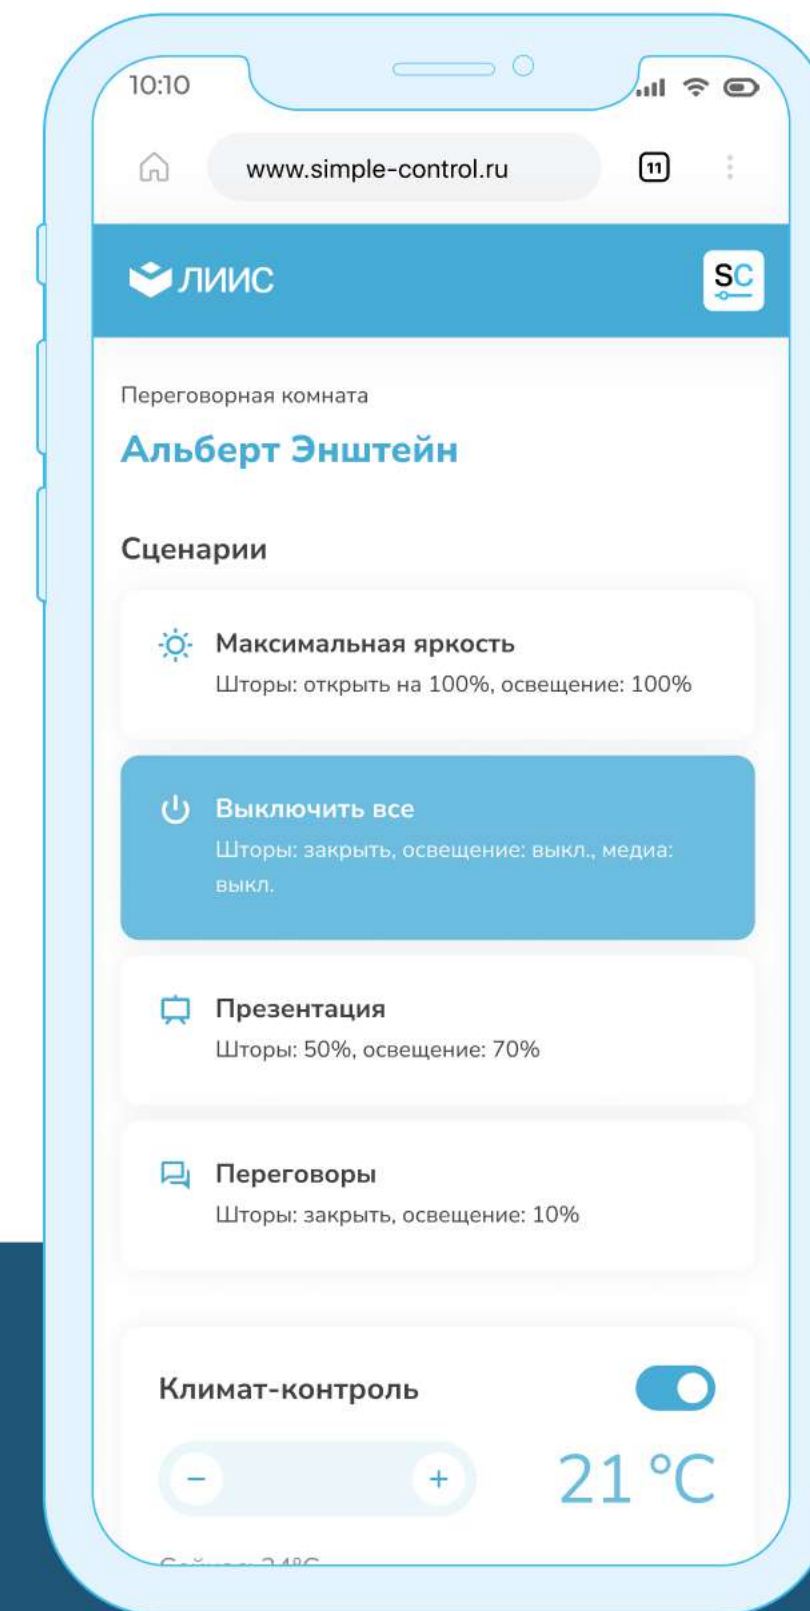 10:10
www.simple-control.ru
11
ЛИИС
SC
Переговорная комната
Альберт Энштейн
Сценарии
Максимальная яркость
Шторы: открыть на 100%, освещение: 100%
Выключить все
Шторы: закрыть, освещение: выкл., медиа:
выкл.
Презентация
Шторы: 50%, освещение: 70%
Переговоры
Шторы: закрыть, освещение: 10%
Климат-контроль
− + 21 °C